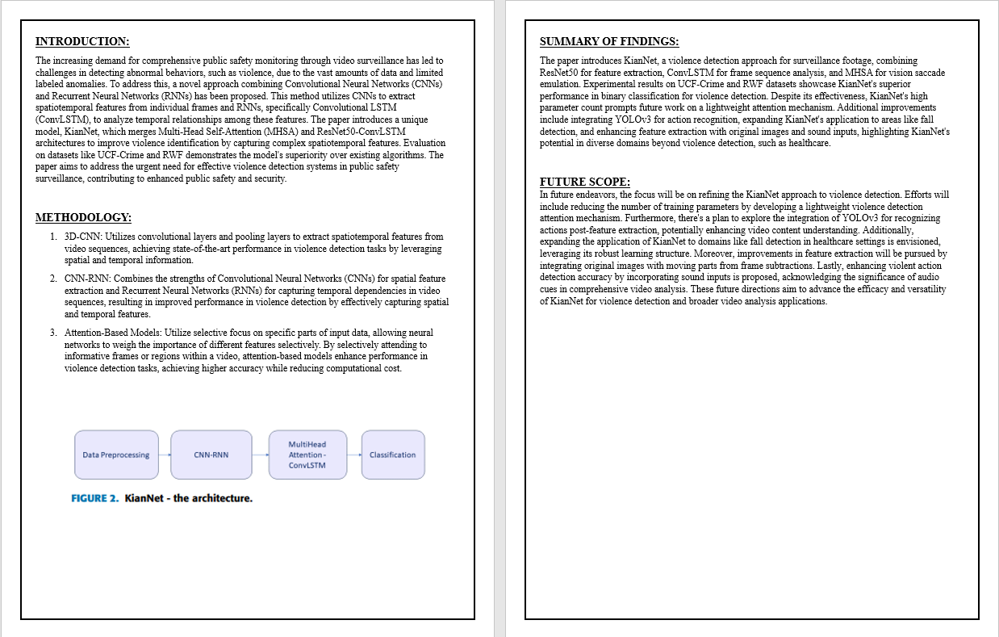 INTRODUCTION:
The increasing demand for comprehensive public safety monitoring through video surveillance has led to
challenges in detecting abnormal behaviors, such as violence, due to the vast amounts of data and limited
labeled anomalies. To address this, a novel approach combining Convolutional Neural Networks (CNNs)
and Recurrent Neural Networks (RNNs) has been proposed. This method utilizes CNNs to extract
spatiotemporal features from individual frames and RNNs, specifically Convolutional LSTM
(ConvLSTM), to analyze temporal relationships among these features. The paper introduces a unique
model, KianNet, which merges Multi-Head Self-Attention (MHSA) and ResNet50-ConvLSTM
architectures to improve violence identification by capturing complex spatiotemporal features. Evaluation
on datasets like UCF-Crime and RWF demonstrates the model's superiority over existing algorithms. The
paper aims to address the urgent need for effective violence detection systems in public safety
surveillance, contributing to enhanced public safety and security.
METHODOLOGY:
1. 3D-CNN: Utilizes convolutional layers and pooling layers to extract spatiotemporal features from
video sequences, achieving state-of-the-art performance in violence detection tasks by leveraging
spatial and temporal information.
2. CNN-RNN: Combines the strengths of Convolutional Neural Networks (CNNs) for spatial feature
extraction and Recurrent Neural Networks (RNNs) for capturing temporal dependencies in video
sequences, resulting in improved performance in violence detection by effectively capturing spatial
and temporal features.
3. Attention-Based Models: Utilize selective focus on specific parts of input data, allowing neural
networks to weigh the importance of different features selectively. By selectively attending to
informative frames or regions within a video, attention-based models enhance performance in
violence detection tasks, achieving higher accuracy while reducing computational cost.
Data Preprocessing
CNN-RNN
MultiHead
Attention -
ConvLSTM
Classification
FIGURE 2. KianNet - the architecture.
SUMMARY OF FINDINGS:
The paper introduces KianNet, a violence detection approach for surveillance footage, combining
ResNet50 for feature extraction, ConvLSTM for frame sequence analysis, and MHSA for vision saccade
emulation. Experimental results on UCF-Crime and RWF datasets showcase KianNet's superior
performance in binary classification for violence detection. Despite its effectiveness, KianNet's high
parameter count prompts future work on a lightweight attention mechanism. Additional improvements
include integrating YOLOv3 for action recognition, expanding KianNet's application to areas like fall
detection, and enhancing feature extraction with original images and sound inputs, highlighting KianNet's
potential in diverse domains beyond violence detection, such as healthcare.
FUTURE SCOPE:
In future endeavors, the focus will be on refining the KianNet approach to violence detection. Efforts will
include reducing the number of training parameters by developing a lightweight violence detection
attention mechanism. Furthermore, there's a plan to explore the integration of YOLOv3 for recognizing
actions post-feature extraction, potentially enhancing video content understanding. Additionally,
expanding the application of KianNet to domains like fall detection in healthcare settings is envisioned,
leveraging its robust learning structure. Moreover, improvements in feature extraction will be pursued by
integrating original images with moving parts from frame subtractions. Lastly, enhancing violent action
detection accuracy by incorporating sound inputs is proposed, acknowledging the significance of audio
cues in comprehensive video analysis. These future directions aim to advance the efficacy and versatility
of KianNet for violence detection and broader video analysis applications.